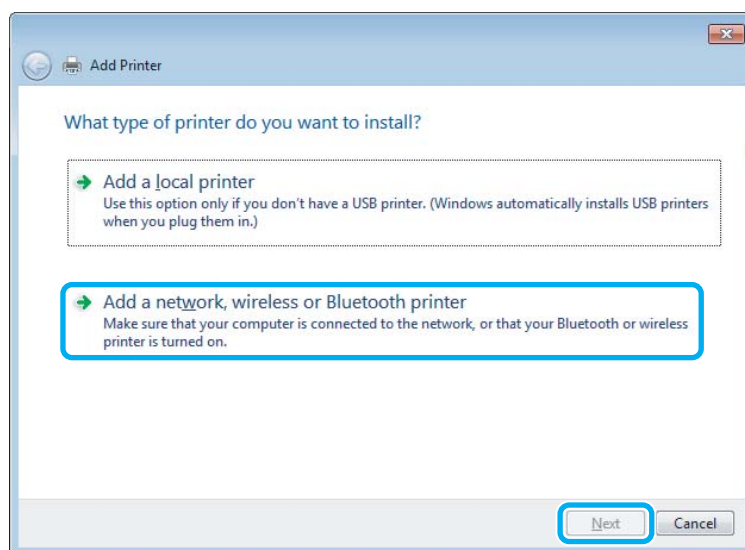 Add Printer
What type of printer do you want to install?
Add a local printer
Use this option only if you don't have a USB printer. (Windows automatically installs USB printers
when you plug them in.)
Add a network, wireless or Bluetooth printer
Make sure that your computer is connected to the network, or that your Bluetooth or wireless
printer is turned on.
Next Cancel